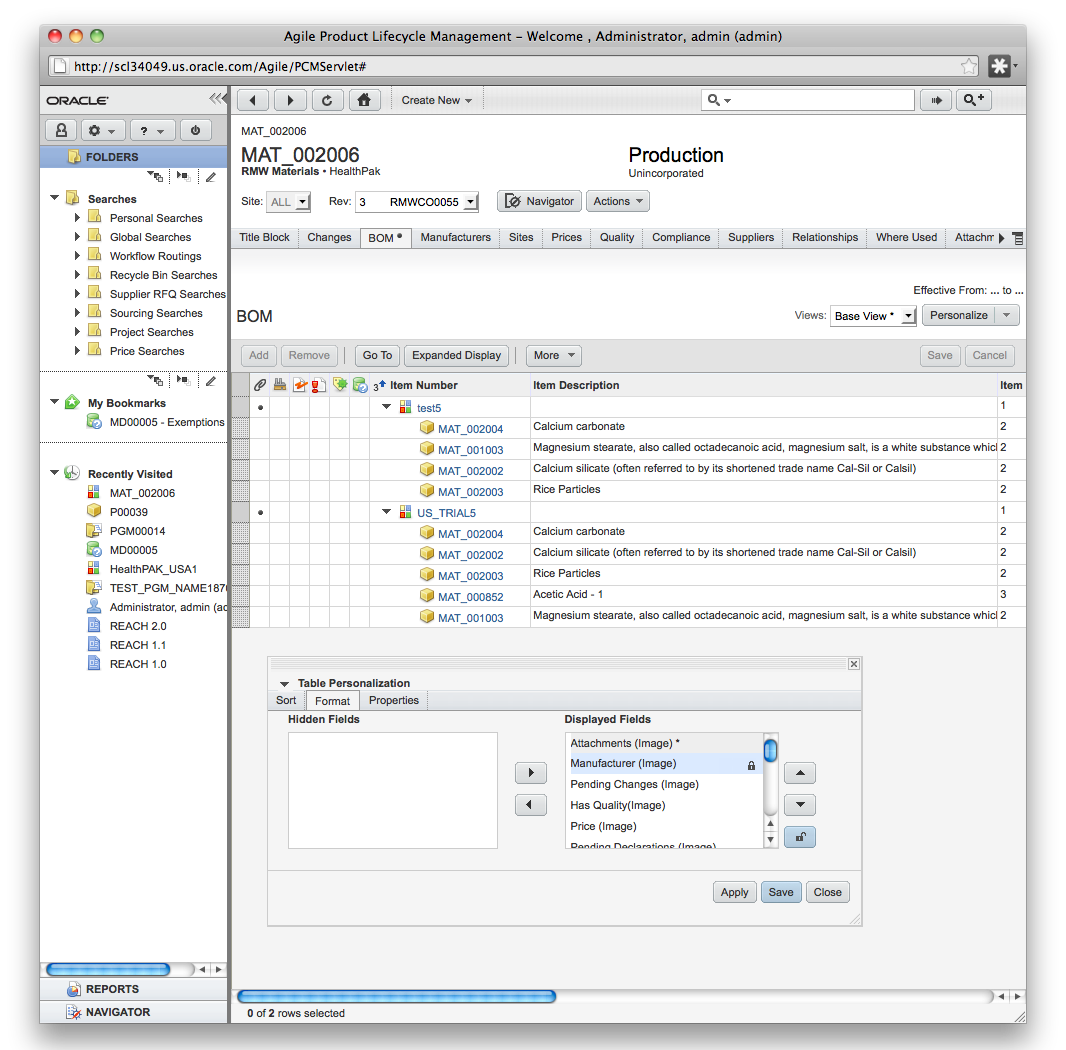 Agile Product Lifecycle Management – Welcome , Administrator, admin (admin)
http://scl34049.us.oracle.com/Agile/PCMServlet#
ORACLE
Create New
?
FOLDERS
Searches
Personal Searches
Global Searches
Workflow Routings
Recycle Bin Searches
Supplier RFQ Searches
Sourcing Searches
Project Searches
Price Searches
My Bookmarks
MD00005 - Exemptions
Recently Visited
MAT_002006
P00039
PGM00014
MD00005
HealthPAK_USA1
TEST_PGM_NAME187
Administrator, admin (ad
REACH 2.0
REACH 1.1
REACH 1.0
REPORTS
NAVIGATOR
MAT_002006
MAT_002006
RMW Materials • HealthPak
Production
Unincorporated
Site: ALL Rev: 3 RMWCO0055 Navigator Actions
Title Block Changes BOM • Manufacturers Sites Prices Quality Compliance Suppliers Relationships Where Used Attachm
Effective From: ... to ...
BOM
Views: Base View * Personalize
Add Remove Go To Expanded Display More Save Cancel
3 Item Number Item Description Item
test5 1
MAT_002004 Calcium carbonate 2
MAT_001003 Magnesium stearate, also called octadecanoic acid, magnesium salt, is a white substance whicl 2
MAT_002002 Calcium silicate (often referred to by its shortened trade name Cal-Sil or Calsil) 2
MAT_002003 Rice Particles 2
US_TRIAL5 1
MAT_002004 Calcium carbonate 2
MAT_002002 Calcium silicate (often referred to by its shortened trade name Cal-Sil or Calsil) 2
MAT_002003 Rice Particles 2
MAT_000852 Acetic Acid - 1 3
MAT_001003 Magnesium stearate, also called octadecanoic acid, magnesium salt, is a white substance whicl 2
Table Personalization
Sort Format Properties
Hidden Fields
Displayed Fields
Attachments (Image) *
Manufacturer (Image)
Pending Changes (Image)
Has Quality(Image)
Price (Image)
Pending Declarations (Image)
Apply Save Close
0 of 2 rows selected